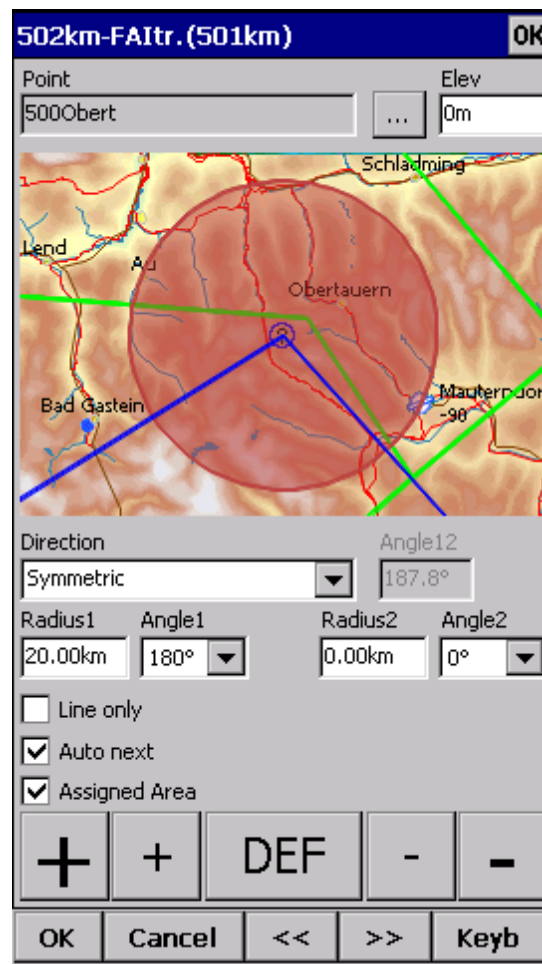 502km-FAItr.(501km) OK
Point Elev
500Obert ... 0m
Schladming
Lend
Au
Obertauern
Bad Gastein
Mauterndor
-90
Direction Angle12
Symmetric 187.8°
Radius1 Angle1 Radius2 Angle2
20.00km 180° 0.00km 0°
Line only
Auto next
Assigned Area
+ + DEF - -
OK Cancel << >> Keyb